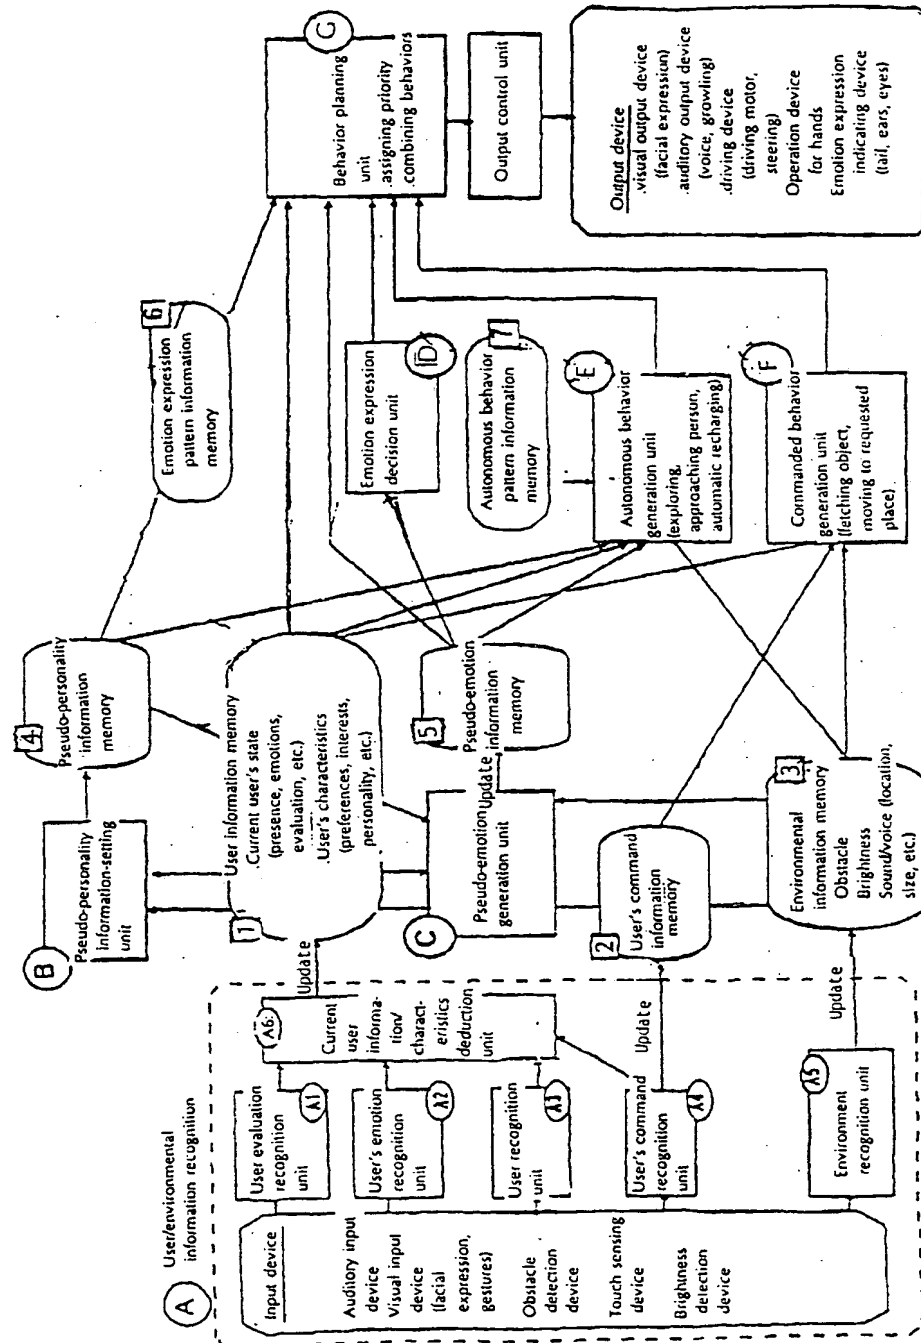 A
User/environmental
information recognition
Input device
Auditory input
device
Visual input
device
(facial
expression,
gestures)
Obstacle
detection
device
Touch sensing
device
Brightness
detection
device
User evaluation
recognition
unit
A1
User's emotion
recognition
unit
A2
User recognition
unit
A3
User's command
recognition
unit
A4
Environment
recognition unit
A5
A6
Current
user
informa-
tion/
charact-
eristics
deduction
unit
Update
Update
Update
B
Pseudo-personality
Information-setting
unit
1
User information memory
.Current user's state
(presence, emotions,
evaluation, etc.)
.User's characteristics
(preferences, interests,
personality, etc.)
C
Pseudo-emotion
generation unit
Update
2
User's command
information
memory
3
Environmental
information memory
Obstacle
Brightness
Sound/voice (location,
size, etc.)
4
Pseudo-personality
information
memory
5
Pseudo-emotion
information
memory
6
Emotion expression
pattern information
memory
Emotion expression
decision unit
D
7
Autonomous behavior
pattern information
memory
E
Autonomous behavior
generation unit
(exploring,
approaching person,
automatic recharging)
F
Commanded behavior
generation unit
(fetching object,
moving to requested
place)
G
Behavior planning
unit
.assigning priority
.combining behaviors
Output control unit
Output device
.visual output device
(facial expression)
.auditory output device
(voice, growling)
.driving device
(driving motor,
steering)
Operation device
for hands
Emotion expression
indicating device
(tail, ears, eyes)